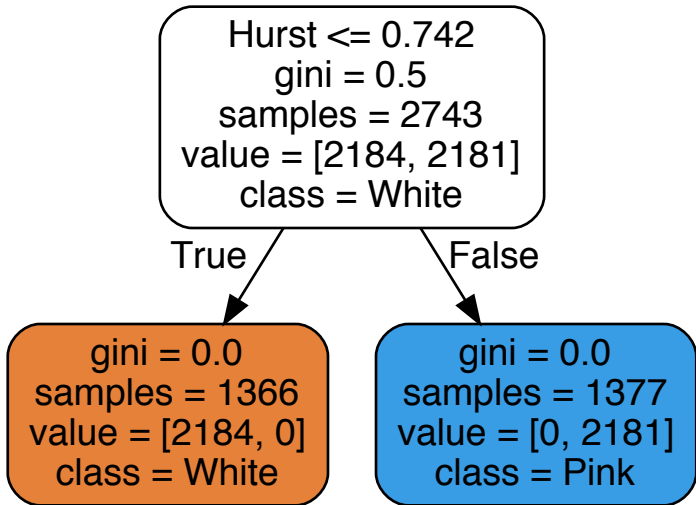 Hurst <= 0.742
gini = 0.5
samples = 2743
value = [2184, 2181]
class = White
True
False
gini = 0.0
samples = 1366
value = [2184, 0]
class = White
gini = 0.0
samples = 1377
value = [0, 2181]
class = Pink